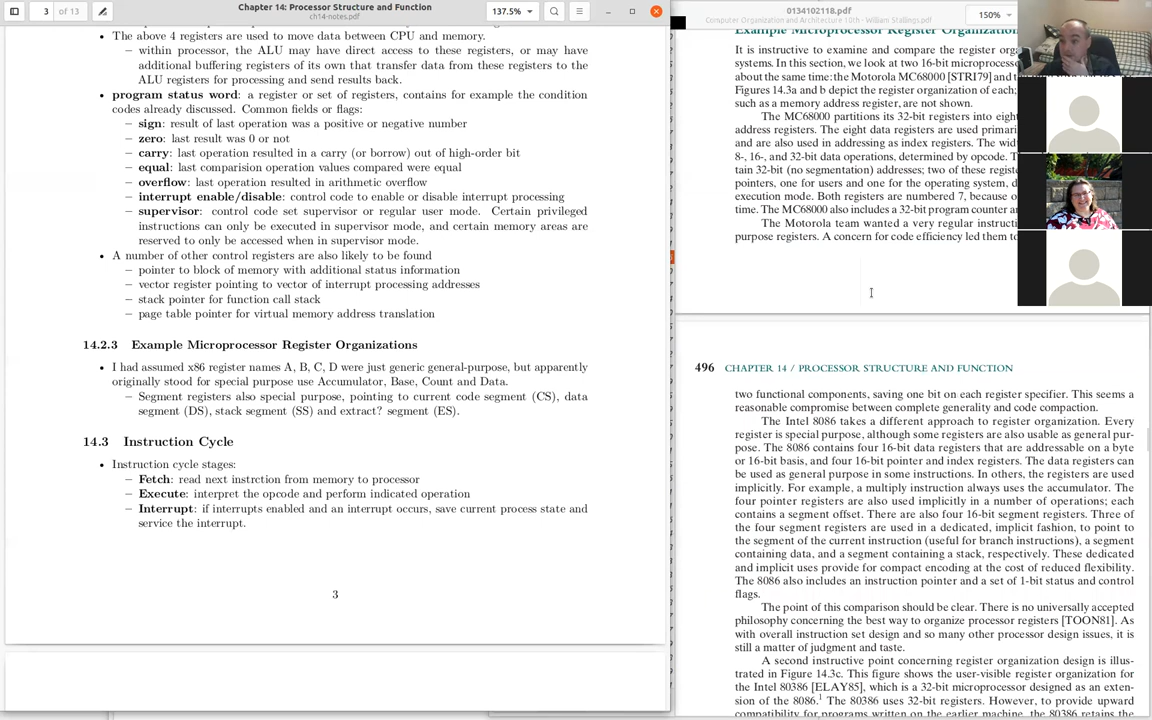 3 of 13
Chapter 14: Processor Structure and Function
ch14-notes.pdf
137.5%
• The above 4 registers are used to move data between CPU and memory.
– within processor, the ALU may have direct access to these registers, or may have
additional buffering registers of its own that transfer data from these registers to the
ALU registers for processing and send results back.
• program status word: a register or set of registers, contains for example the condition
codes already discussed. Common fields or flags:
– sign: result of last operation was a positive or negative number
– zero: last result was 0 or not
– carry: last operation resulted in a carry (or borrow) out of high-order bit
– equal: last comparision operation values compared were equal
– overflow: last operation resulted in arithmetic overflow
– interrupt enable/disable: control code to enable or disable interrupt processing
– supervisor: control code set supervisor or regular user mode. Certain privileged
instructions can only be executed in supervisor mode, and certain memory areas are
reserved to only be accessed when in supervisor mode.
• A number of other control registers are also likely to be found
– pointer to block of memory with additional status information
– vector register pointing to vector of interrupt processing addresses
– stack pointer for function call stack
– page table pointer for virtual memory address translation
14.2.3 Example Microprocessor Register Organizations
• I had assumed x86 register names A, B, C, D were just generic general-purpose, but apparently
originally stood for special purpose use Accumulator, Base, Count and Data.
– Segment registers also special purpose, pointing to current code segment (CS), data
segment (DS), stack segment (SS) and extract? segment (ES).
14.3 Instruction Cycle
• Instruction cycle stages:
– Fetch: read next instrction from memory to processor
– Execute: interpret the opcode and perform indicated operation
– Interrupt: if interrupts enabled and an interrupt occurs, save current process state and
service the interrupt.
3
0134102118.pdf
Computer Organization and Architecture 10th - William Stallings.pdf
150%
Example Microprocessor Register Organization
It is instructive to examine and compare the register orga
systems. In this section, we look at two 16-bit microproces
about the same time: the Motorola MC68000 [STRI79] and t
Figures 14.3a and b depict the register organization of each;
such as a memory address register, are not shown.
The MC68000 partitions its 32-bit registers into eight
address registers. The eight data registers are used primari
and are also used in addressing as index registers. The wid
8-, 16-, and 32-bit data operations, determined by opcode. T
tain 32-bit (no segmentation) addresses; two of these registe
pointers, one for users and one for the operating system, d
execution mode. Both registers are numbered 7, because o
time. The MC68000 also includes a 32-bit program counter a
The Motorola team wanted a very regular instructi
purpose registers. A concern for code efficiency led them to
496 CHAPTER 14 / PROCESSOR STRUCTURE AND FUNCTION
two functional components, saving one bit on each register specifier. This seems a
reasonable compromise between complete generality and code compaction.
The Intel 8086 takes a different approach to register organization. Every
register is special purpose, although some registers are also usable as general pur-
pose. The 8086 contains four 16-bit data registers that are addressable on a byte
or 16-bit basis, and four 16-bit pointer and index registers. The data registers can
be used as general purpose in some instructions. In others, the registers are used
implicitly. For example, a multiply instruction always uses the accumulator. The
four pointer registers are also used implicitly in a number of operations; each
contains a segment offset. There are also four 16-bit segment registers. Three of
the four segment registers are used in a dedicated, implicit fashion, to point to
the segment of the current instruction (useful for branch instructions), a segment
containing data, and a segment containing a stack, respectively. These dedicated
and implicit uses provide for compact encoding at the cost of reduced flexibility.
The 8086 also includes an instruction pointer and a set of 1-bit status and control
flags.
The point of this comparison should be clear. There is no universally accepted
philosophy concerning the best way to organize processor registers [TOON81]. As
with overall instruction set design and so many other processor design issues, it is
still a matter of judgment and taste.
A second instructive point concerning register organization design is illus-
trated in Figure 14.3c. This figure shows the user-visible register organization for
the Intel 80386 [ELAY85], which is a 32-bit microprocessor designed as an exten-
sion of the 8086.1 The 80386 uses 32-bit registers. However, to provide upward
compatibility for programs written on the earlier machine, the 80386 retains the